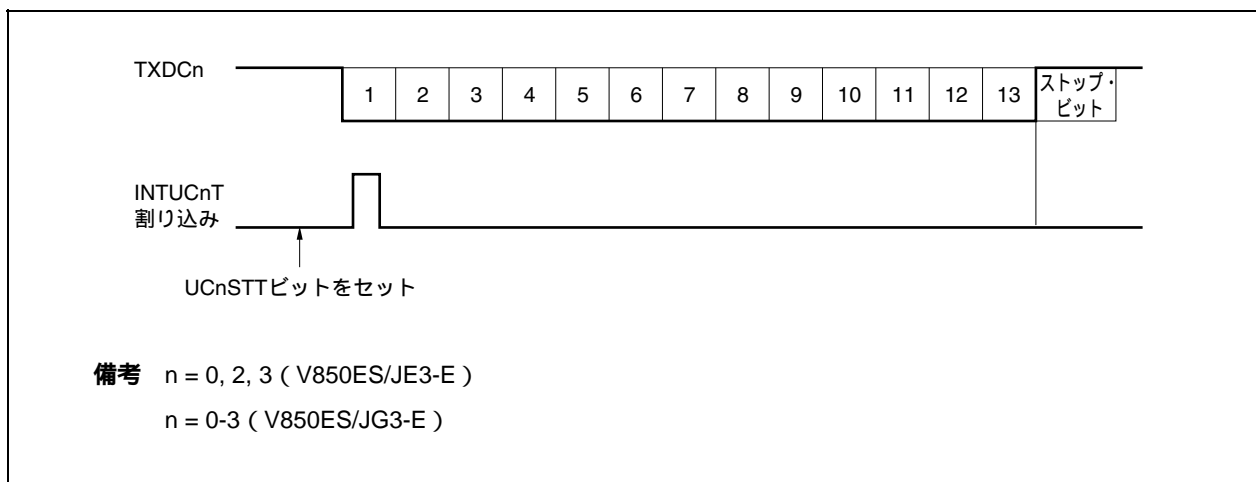 TXDCn
1 2 3 4 5 6 7 8 9 10 11 12 13 ストップ・
ビット
INTUCnT
割り込み
UCnSTTビットをセット
備考 n = 0, 2, 3 ( V850ES/JE3-E )
n = 0-3 ( V850ES/JG3-E )